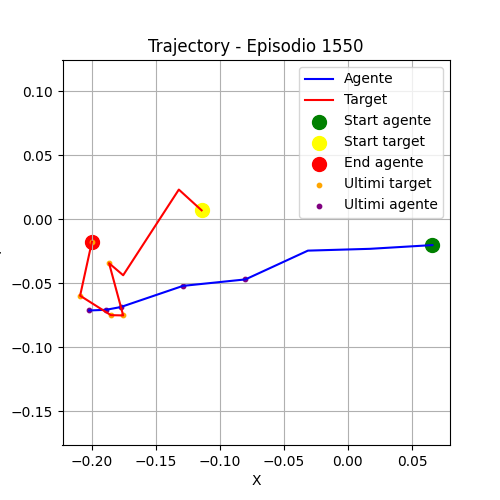 Trajectory - Episodio 1550
Agente
Target
Start agente
Start target
End agente
Ultimi target
Ultimi agente
0.10
0.05
0.00
−0.05
−0.10
−0.15
−0.20
−0.15
−0.10
−0.05
0.00
0.05
X